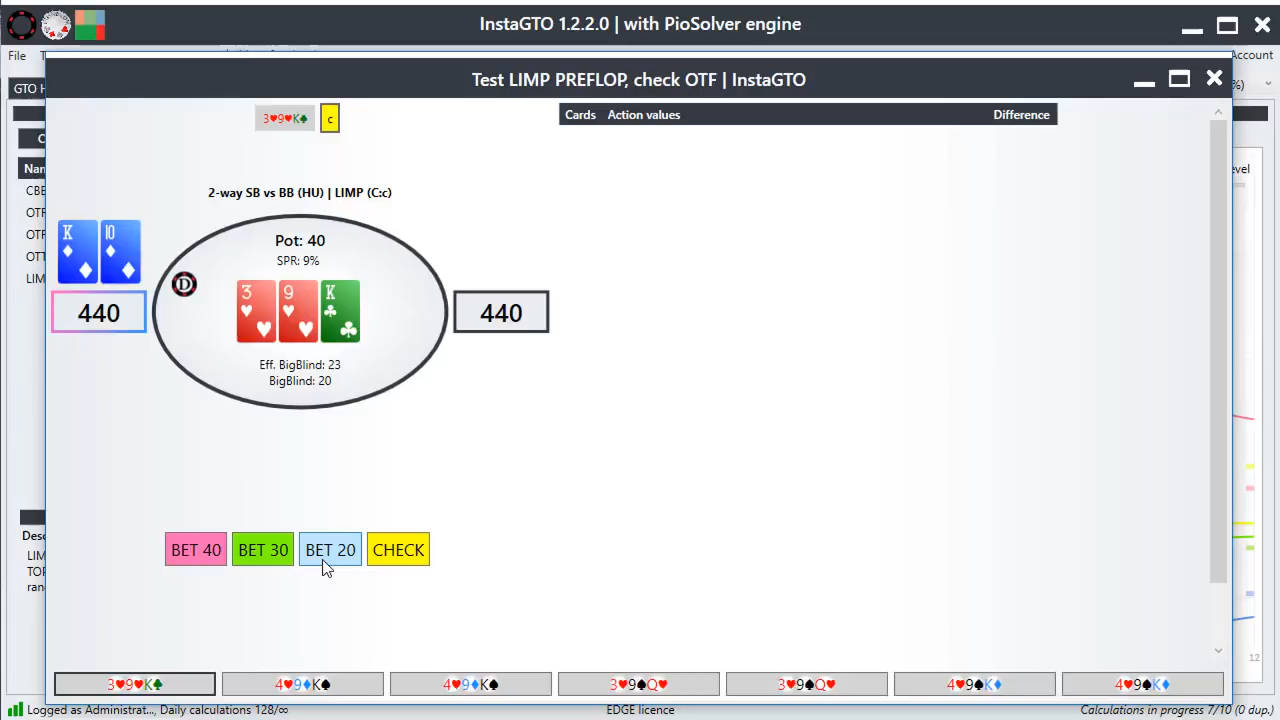 InstaGTO 1.2.2.0 | with PioSolver engine
File
Account
Test LIMP PREFLOP, check OTF | InstaGTO
GTO H
%)
3♥9♥K♣ c
Cards Action values Difference
C
Nan
CBE
OTF
OTF
OTT
LIM
evel
2-way SB vs BB (HU) | LIMP (C:c)
K♦ 10♦
Pot: 40
SPR: 9%
D
3♥ 9♥ K♣
440
440
Eff. BigBlind: 23
BigBlind: 20
BET 40 BET 30 BET 20 CHECK
Desc
LIM
TOF
ran
12
3♥9♥K♣ 4♥9♦K♠ 4♥9♦K♠ 3♥9♠Q♥ 3♥9♠Q♥ 4♥9♠K♦ 4♥9♠K♦
Logged as Administrat..., Daily calculations 128/∞ EDGE licence Calculations in progress 7/10 (0 dup.)